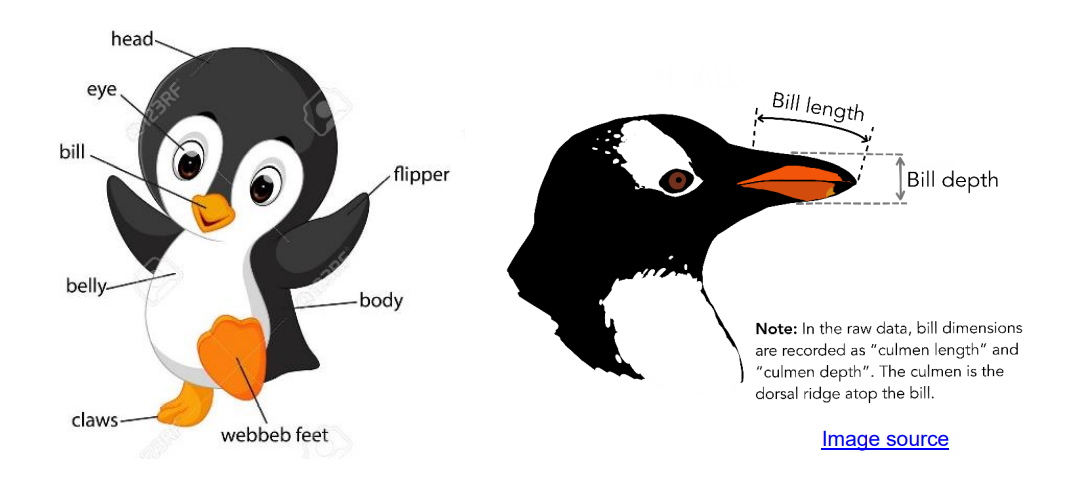 head
eye
bill
flipper
belly
body
claws
webbeb feet
123RF
Bill length
Bill depth
Note: In the raw data, bill dimensions
are recorded as “culmen length” and
“culmen depth”. The culmen is the
dorsal ridge atop the bill.
Image source